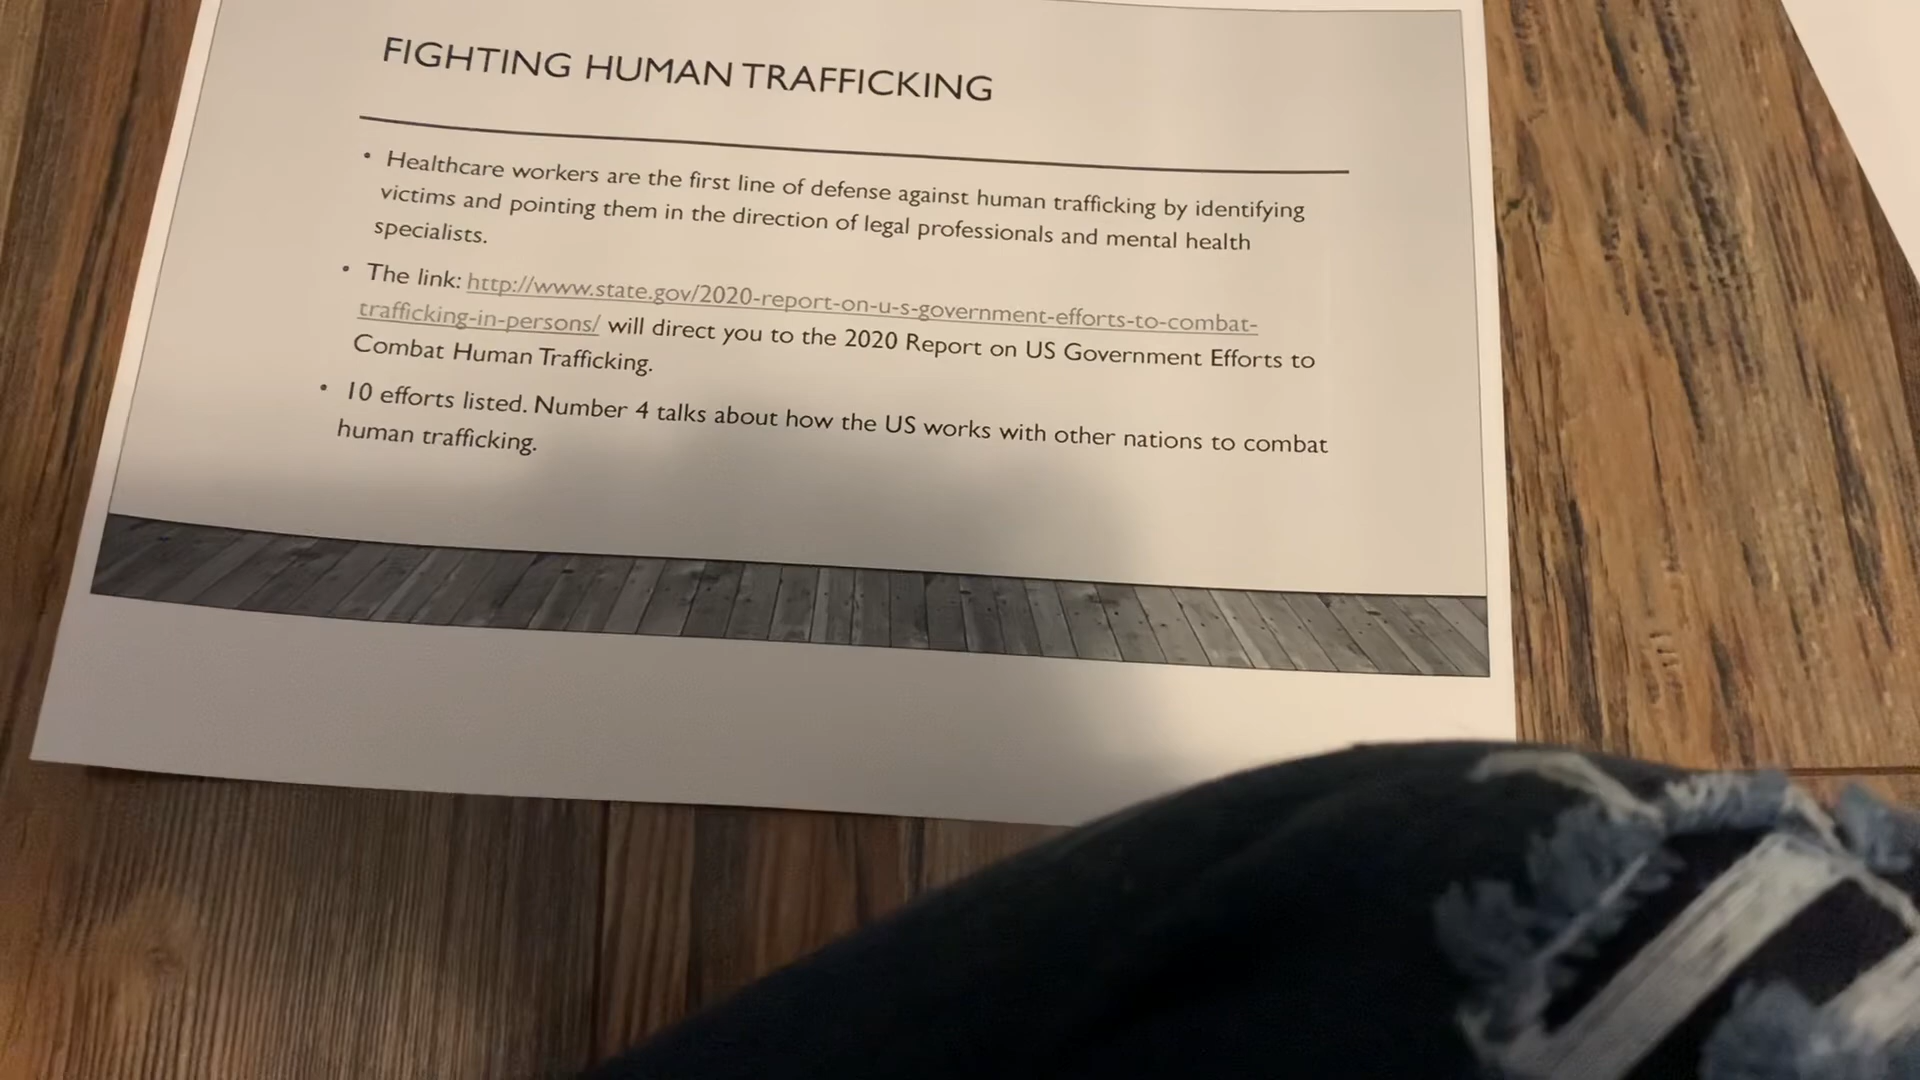 FIGHTING HUMAN TRAFFICKING
• Healthcare workers are the first line of defense against human trafficking by identifying
victims and pointing them in the direction of legal professionals and mental health
specialists.
• The link: http://www.state.gov/2020-report-on-u-s-government-efforts-to-combat-
trafficking-in-persons/ will direct you to the 2020 Report on US Government Efforts to
Combat Human Trafficking.
• 10 efforts listed. Number 4 talks about how the US works with other nations to combat
human trafficking.